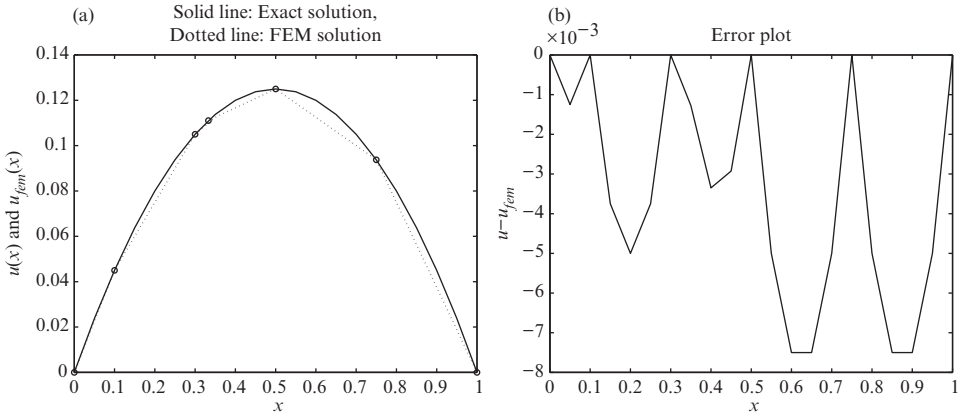 (a)
Solid line: Exact solution,
Dotted line: FEM solution
0.14
0.12
0.1
0.08
0.06
0.04
0.02
0
u(x) and u_fem(x)
0 0.1 0.2 0.3 0.4 0.5 0.6 0.7 0.8 0.9 1
x
(b)
×10⁻³
Error plot
0
−1
−2
−3
−4
−5
−6
−7
−8
u−u_fem
0 0.1 0.2 0.3 0.4 0.5 0.6 0.7 0.8 0.9 1
x